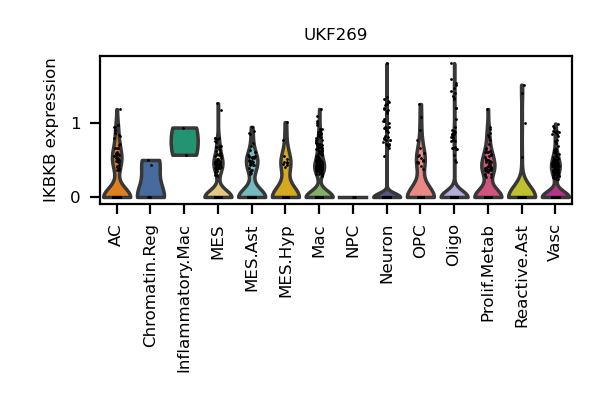 UKF269
IKBKB expression
1
0
AC
Chromatin.Reg
Inflammatory.Mac
MES
MES.Ast
MES.Hyp
Mac
NPC
Neuron
OPC
Oligo
Prolif.Metab
Reactive.Ast
Vasc